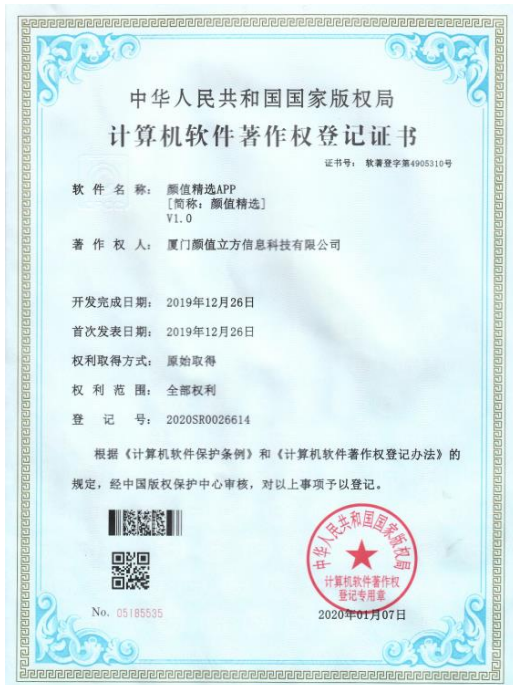 中华人民共和国国家版权局
计算机软件著作权登记证书
证书号: 软著登字第4905310号
软件名称: 颜值精选APP
[简称:颜值精选]
V1.0
著作权人: 厦门颜值立方信息科技有限公司
开发完成日期: 2019年12月26日
首次发表日期: 2019年12月26日
权利取得方式: 原始取得
权利范围: 全部权利
登记号: 2020SR0026614
根据《计算机软件保护条例》和《计算机软件著作权登记办法》的
规定,经中国版权保护中心审核,对以上事项予以登记。
中华人民共和国国家版权局
计算机软件著作权
登记专用章
No. 05185535
2020年01月07日